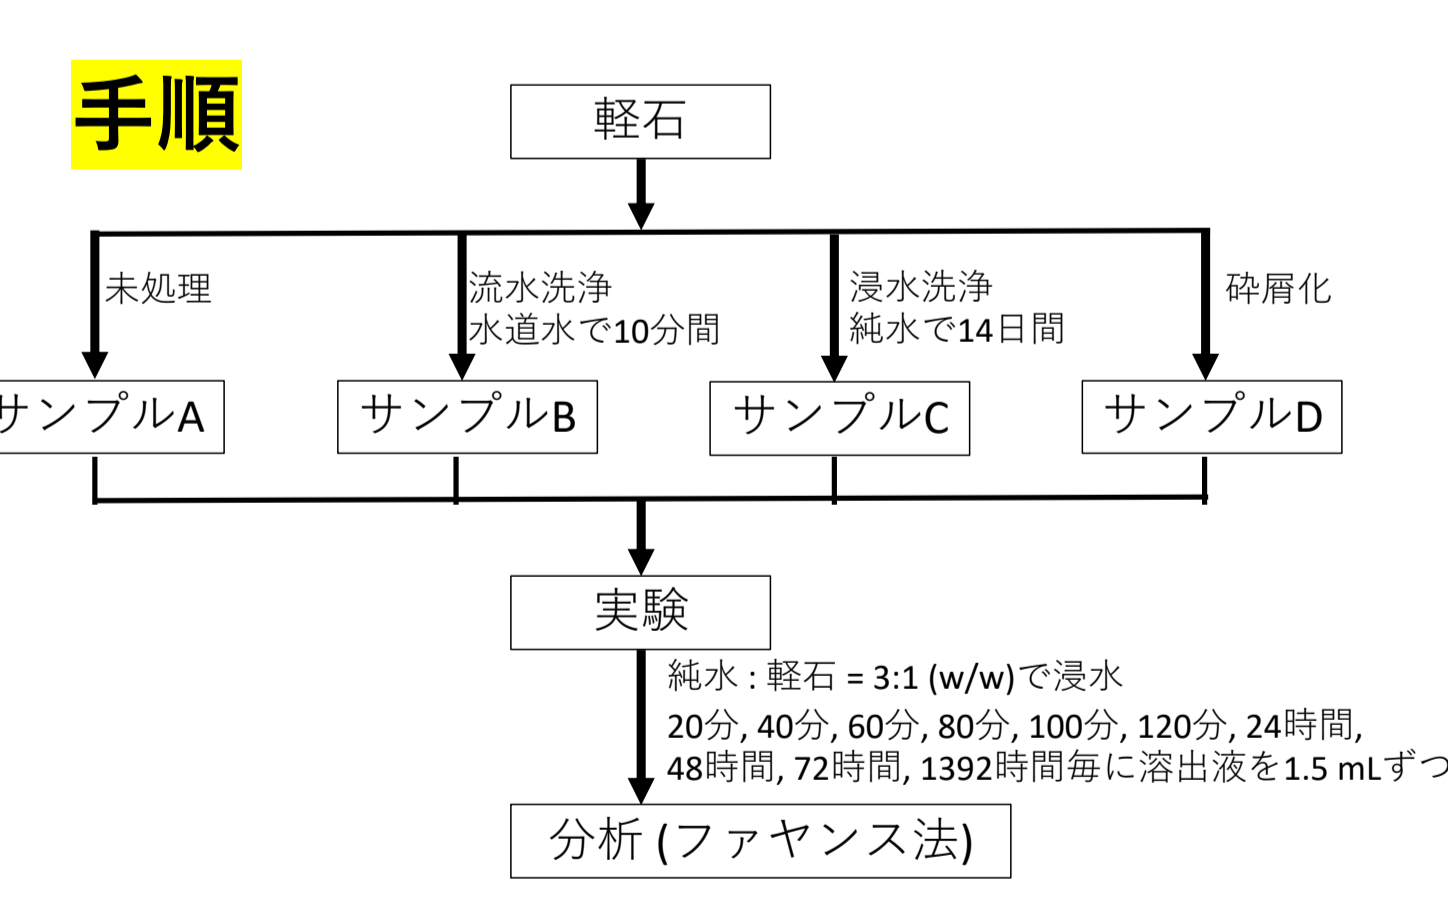 手順
軽石
未処理
流水洗浄
水道水で10分間
浸水洗浄
純水で14日間
砕屑化
サンプルA
サンプルB
サンプルC
サンプルD
実験
純水 : 軽石 = 3:1 (w/w)で浸水
20分, 40分, 60分, 80分, 100分, 120分, 24時間,
48時間, 72時間, 1392時間毎に溶出液を1.5 mLずつ
分析 (ファヤンス法)